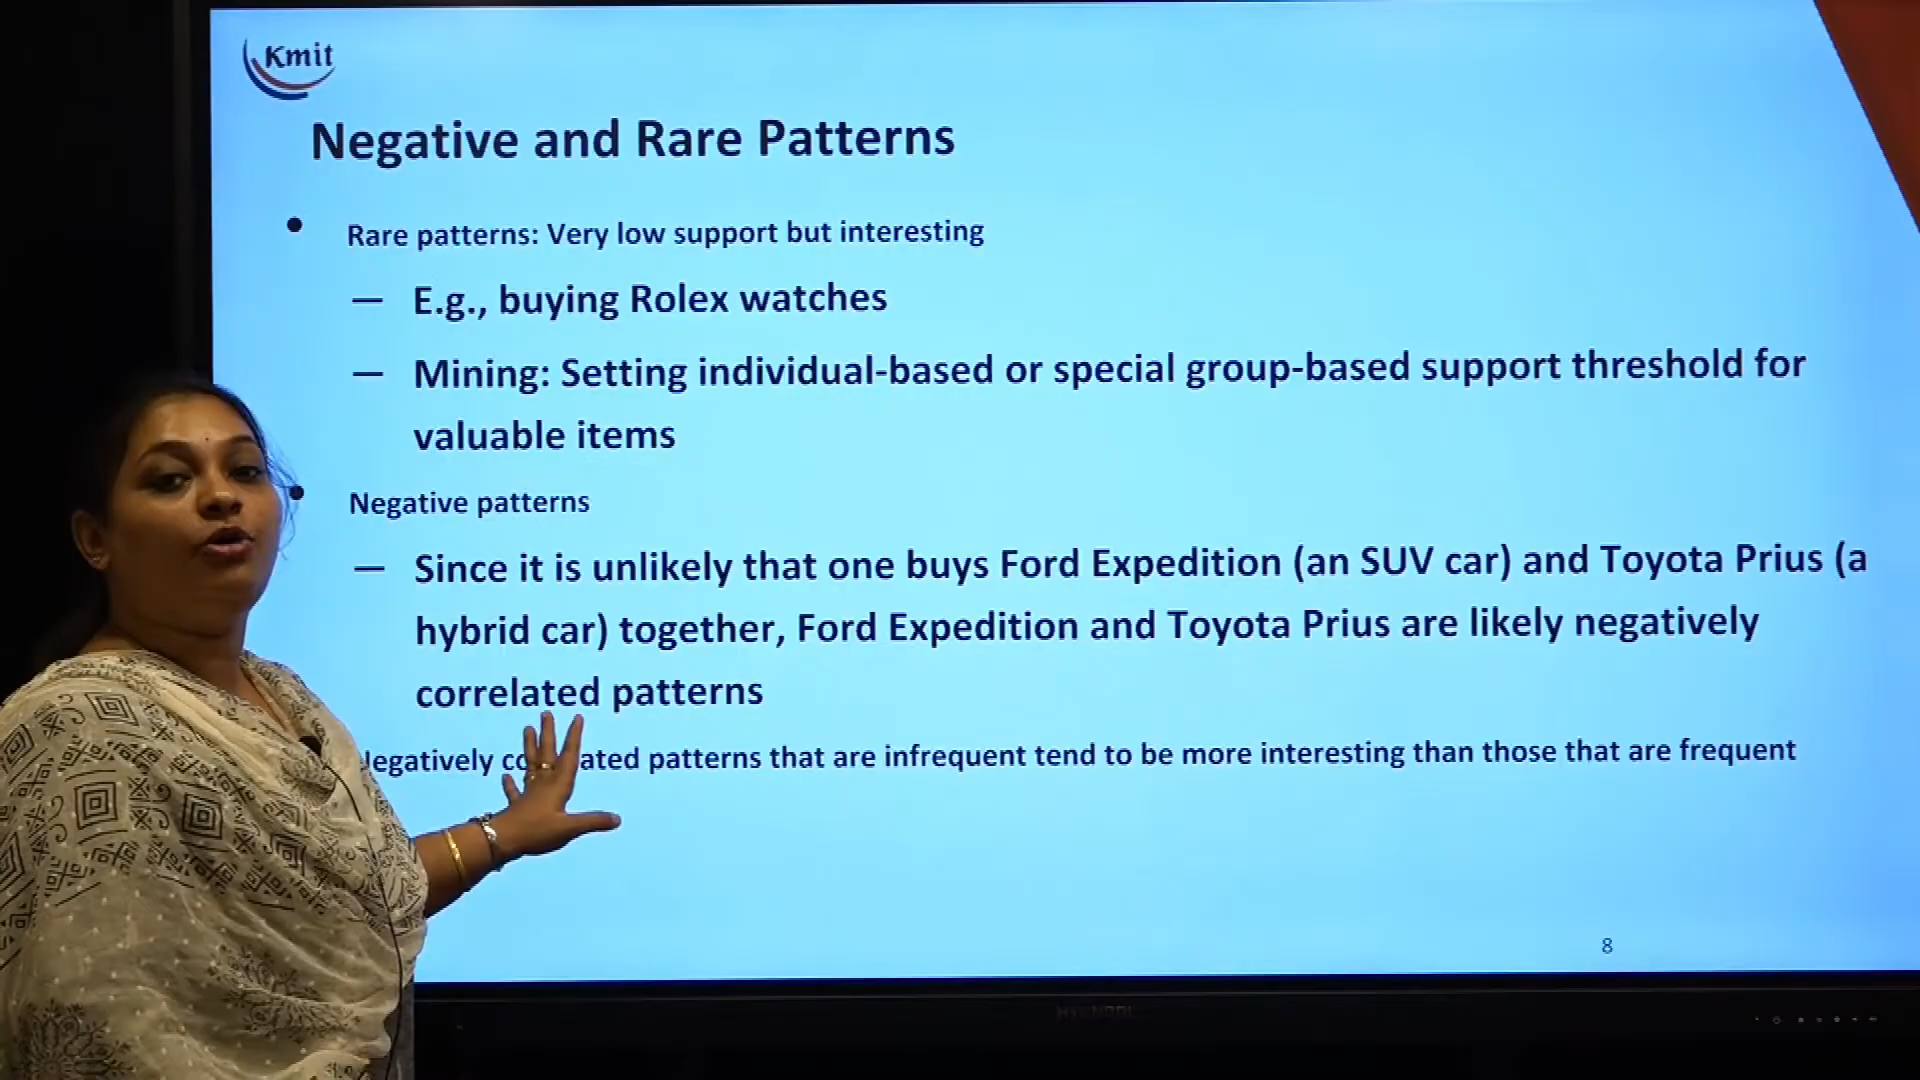 Kmit
Negative and Rare Patterns
• Rare patterns: Very low support but interesting
— E.g., buying Rolex watches
— Mining: Setting individual-based or special group-based support threshold for
valuable items
• Negative patterns
— Since it is unlikely that one buys Ford Expedition (an SUV car) and Toyota Prius (a
hybrid car) together, Ford Expedition and Toyota Prius are likely negatively
correlated patterns
patterns that are infrequent tend to be more interesting than those that are frequent
8